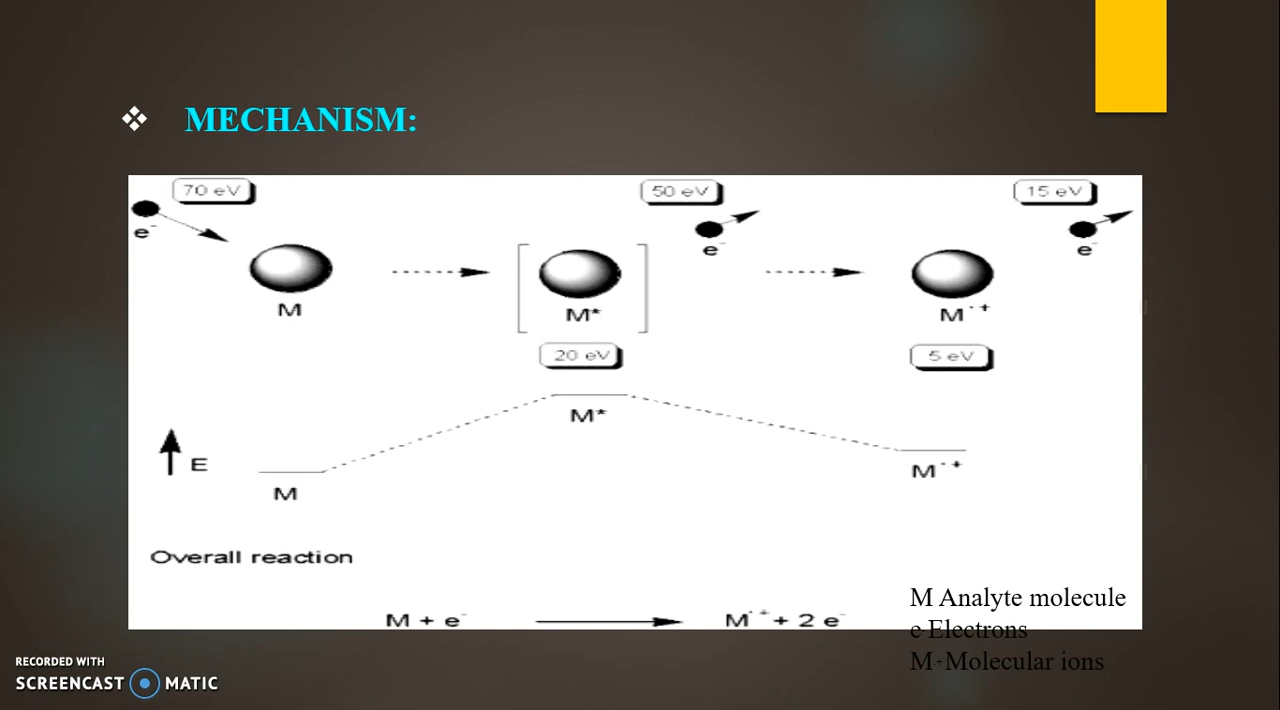 ❖ MECHANISM:
70 eV 50 eV 15 eV
e⁻ e⁻ e⁻
M M* M·⁺
20 eV 5 eV
M*
E
M M·⁺
Overall reaction
M + e⁻ M·⁺ + 2 e⁻
M Analyte molecule
e-Electrons
M+Molecular ions
RECORDED WITH
SCREENCAST MATIC